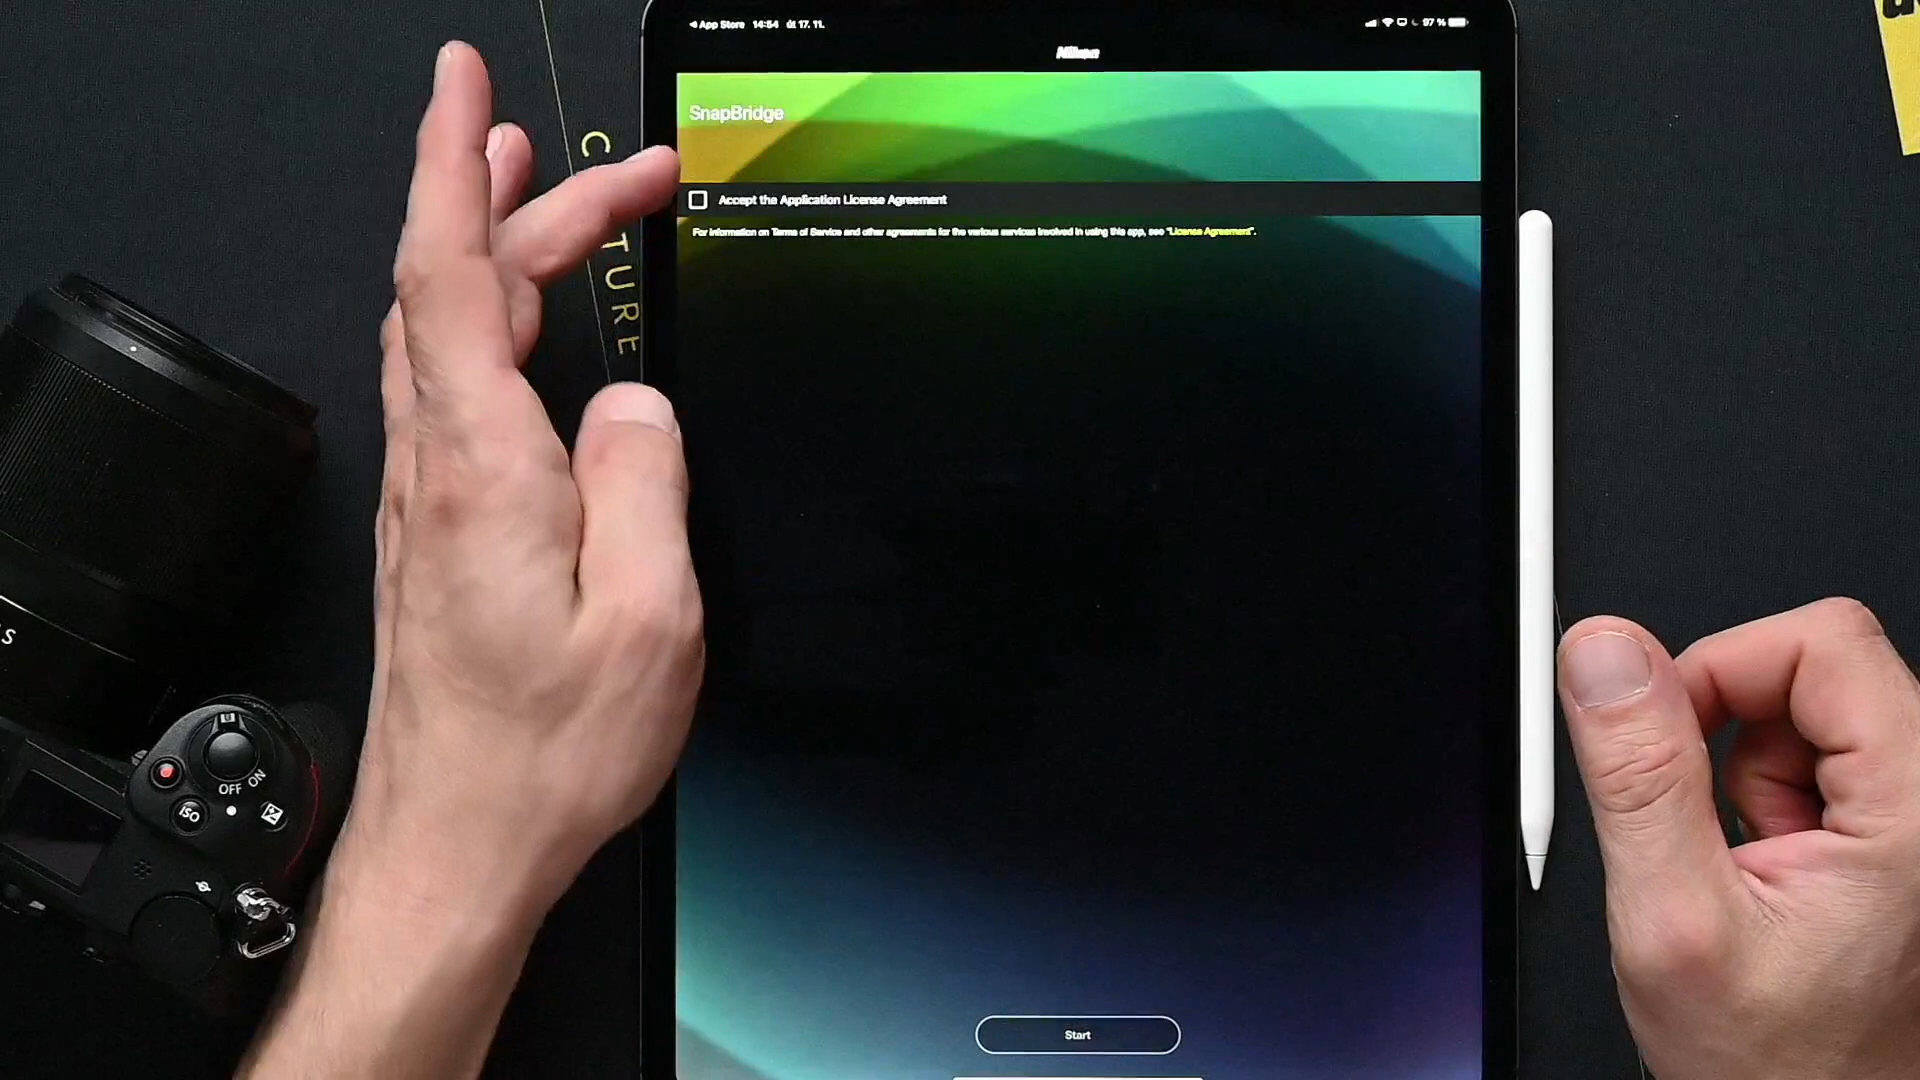 App Store 14:54 út 17. 11.
97 %
Nikon
SnapBridge
Accept the Application License Agreement
For information on Terms of Service and other agreements for the various services involved in using this app, see "License Agreement".
Start
TURE
S
OFF ON
ISO